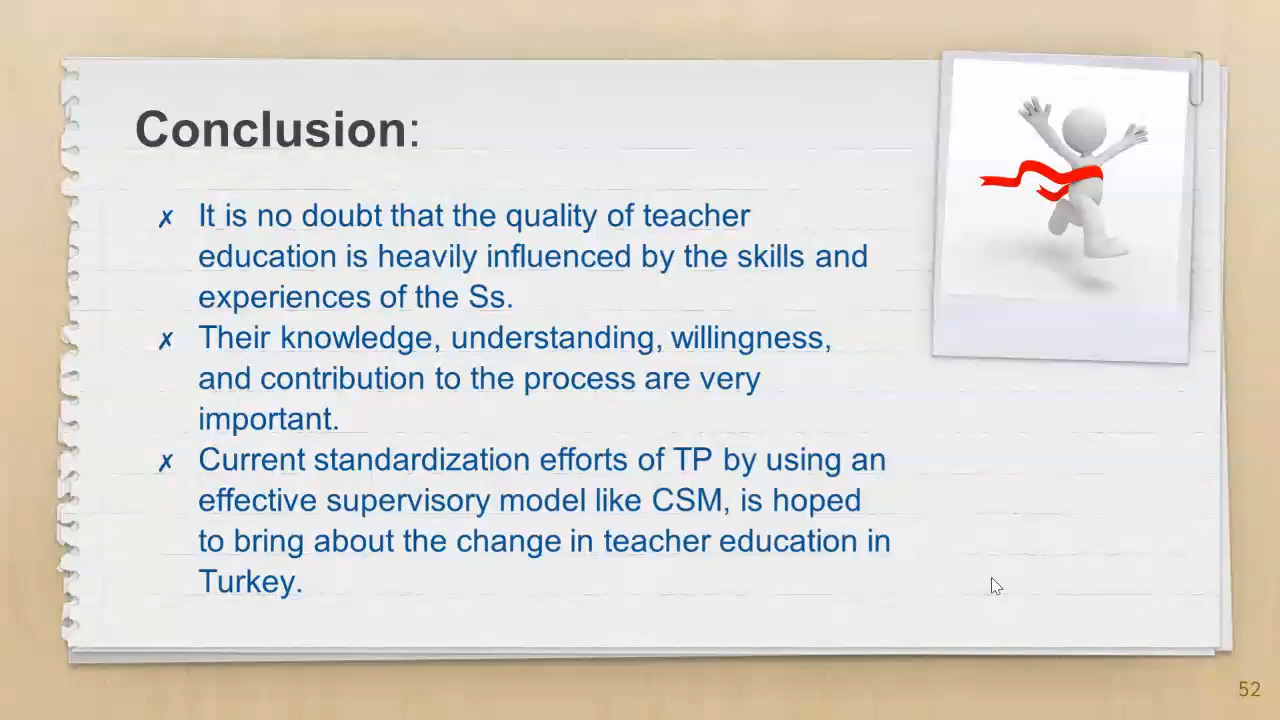 Conclusion:
✗ It is no doubt that the quality of teacher
education is heavily influenced by the skills and
experiences of the Ss.
✗ Their knowledge, understanding, willingness,
and contribution to the process are very
important.
✗ Current standardization efforts of TP by using an
effective supervisory model like CSM, is hoped
to bring about the change in teacher education in
Turkey.
52